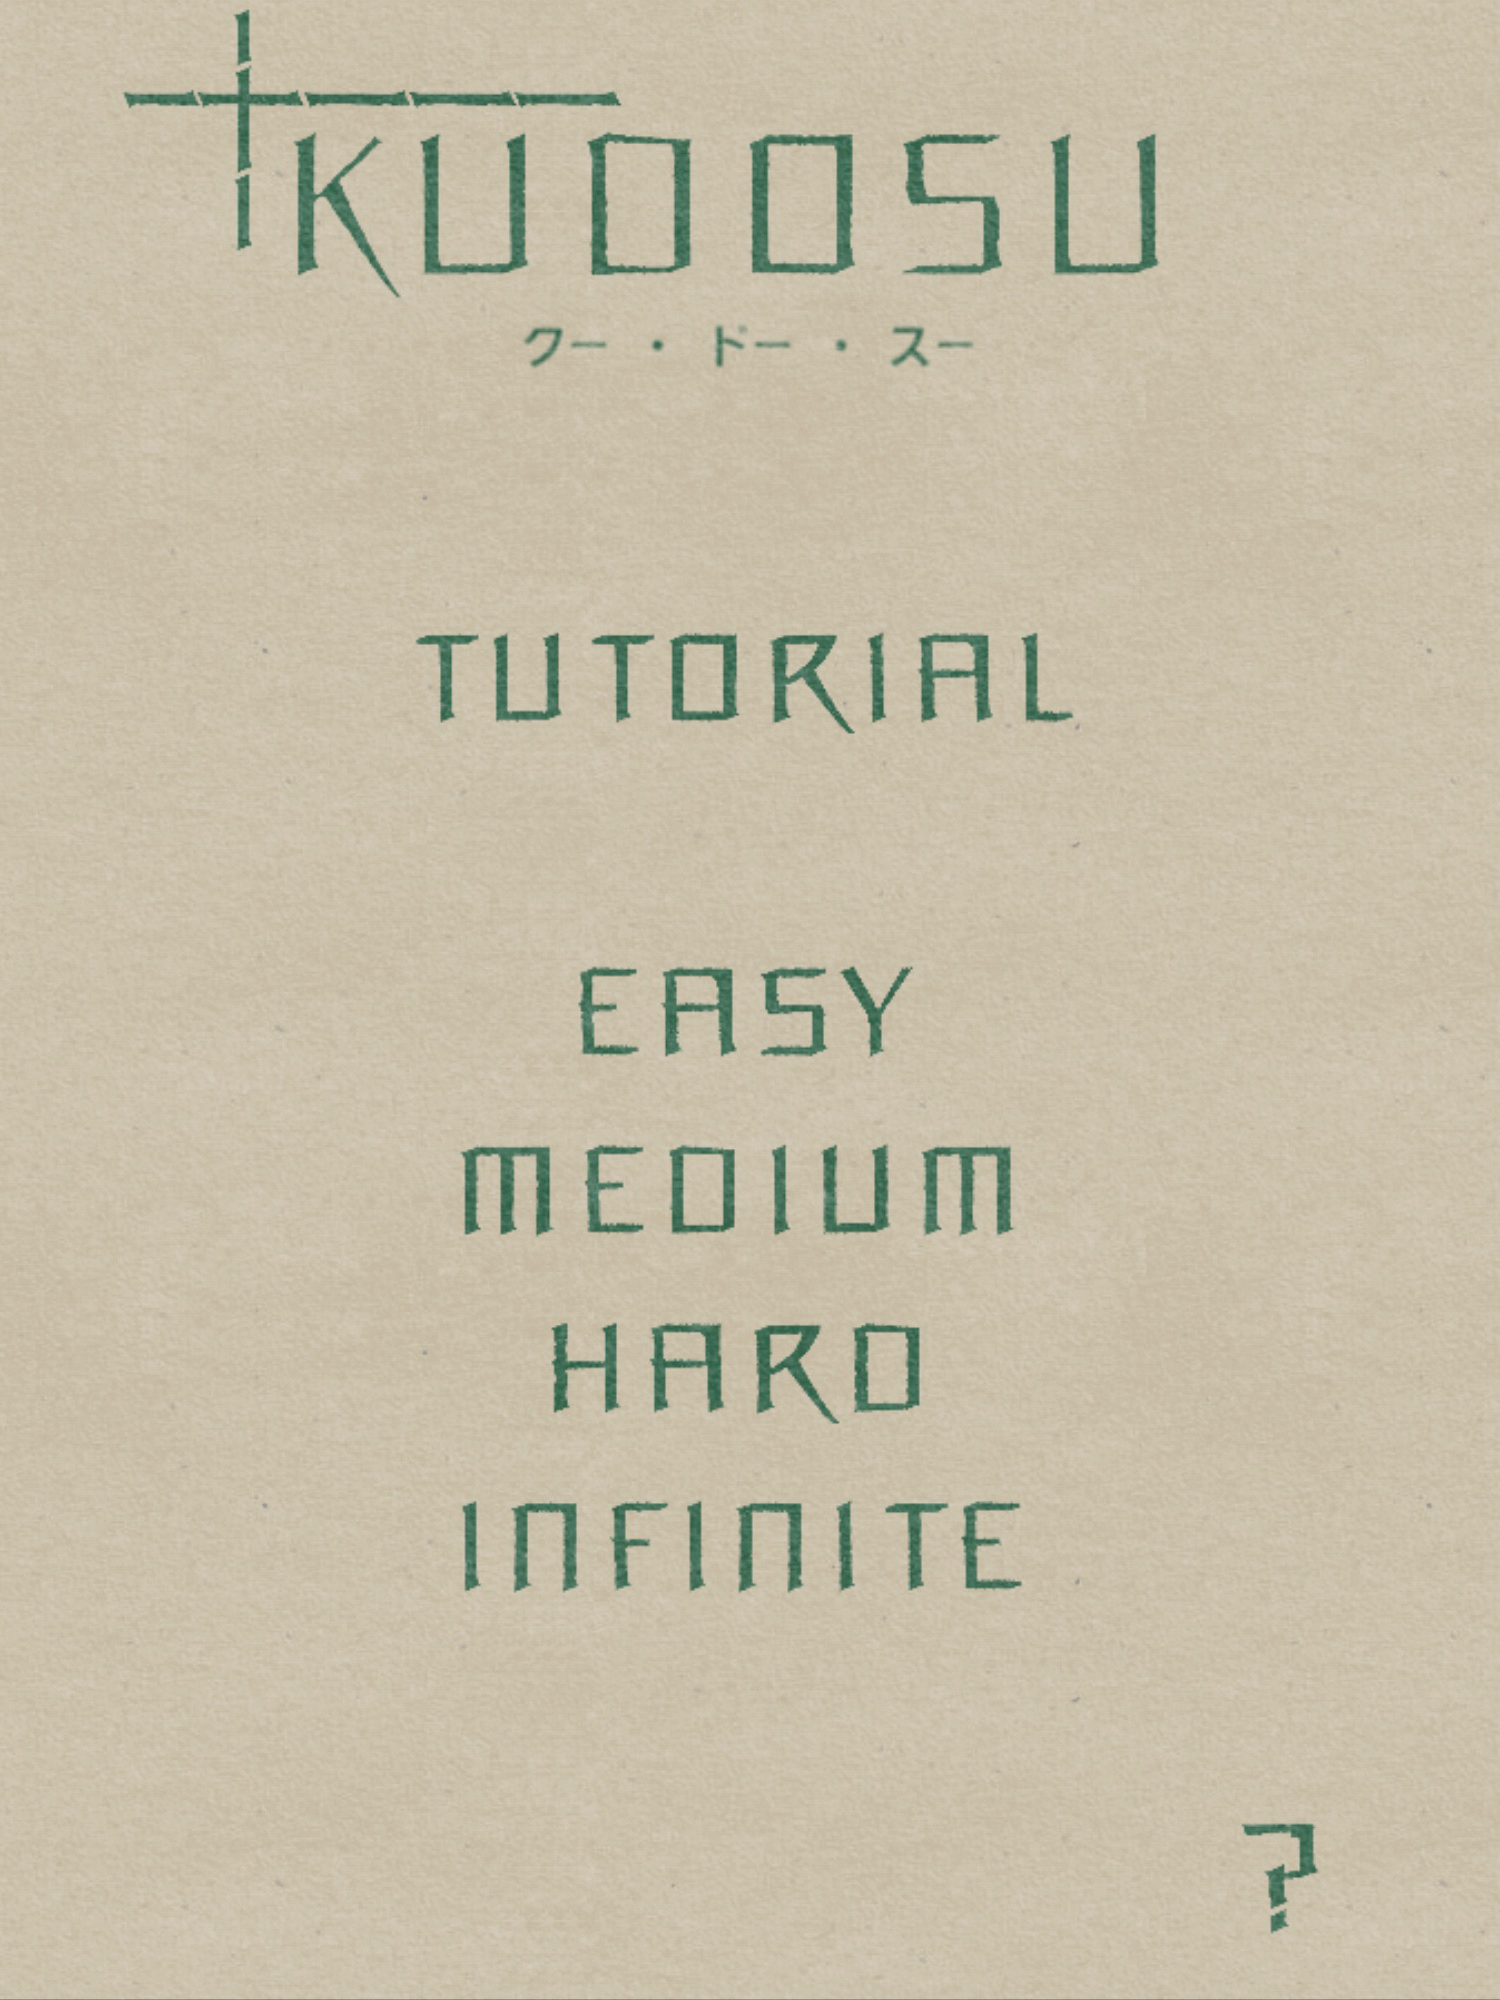 KUDOSU
クー・ドー・スー
TUTORIAL
EASY
MEDIUM
HARD
INFINITE
?